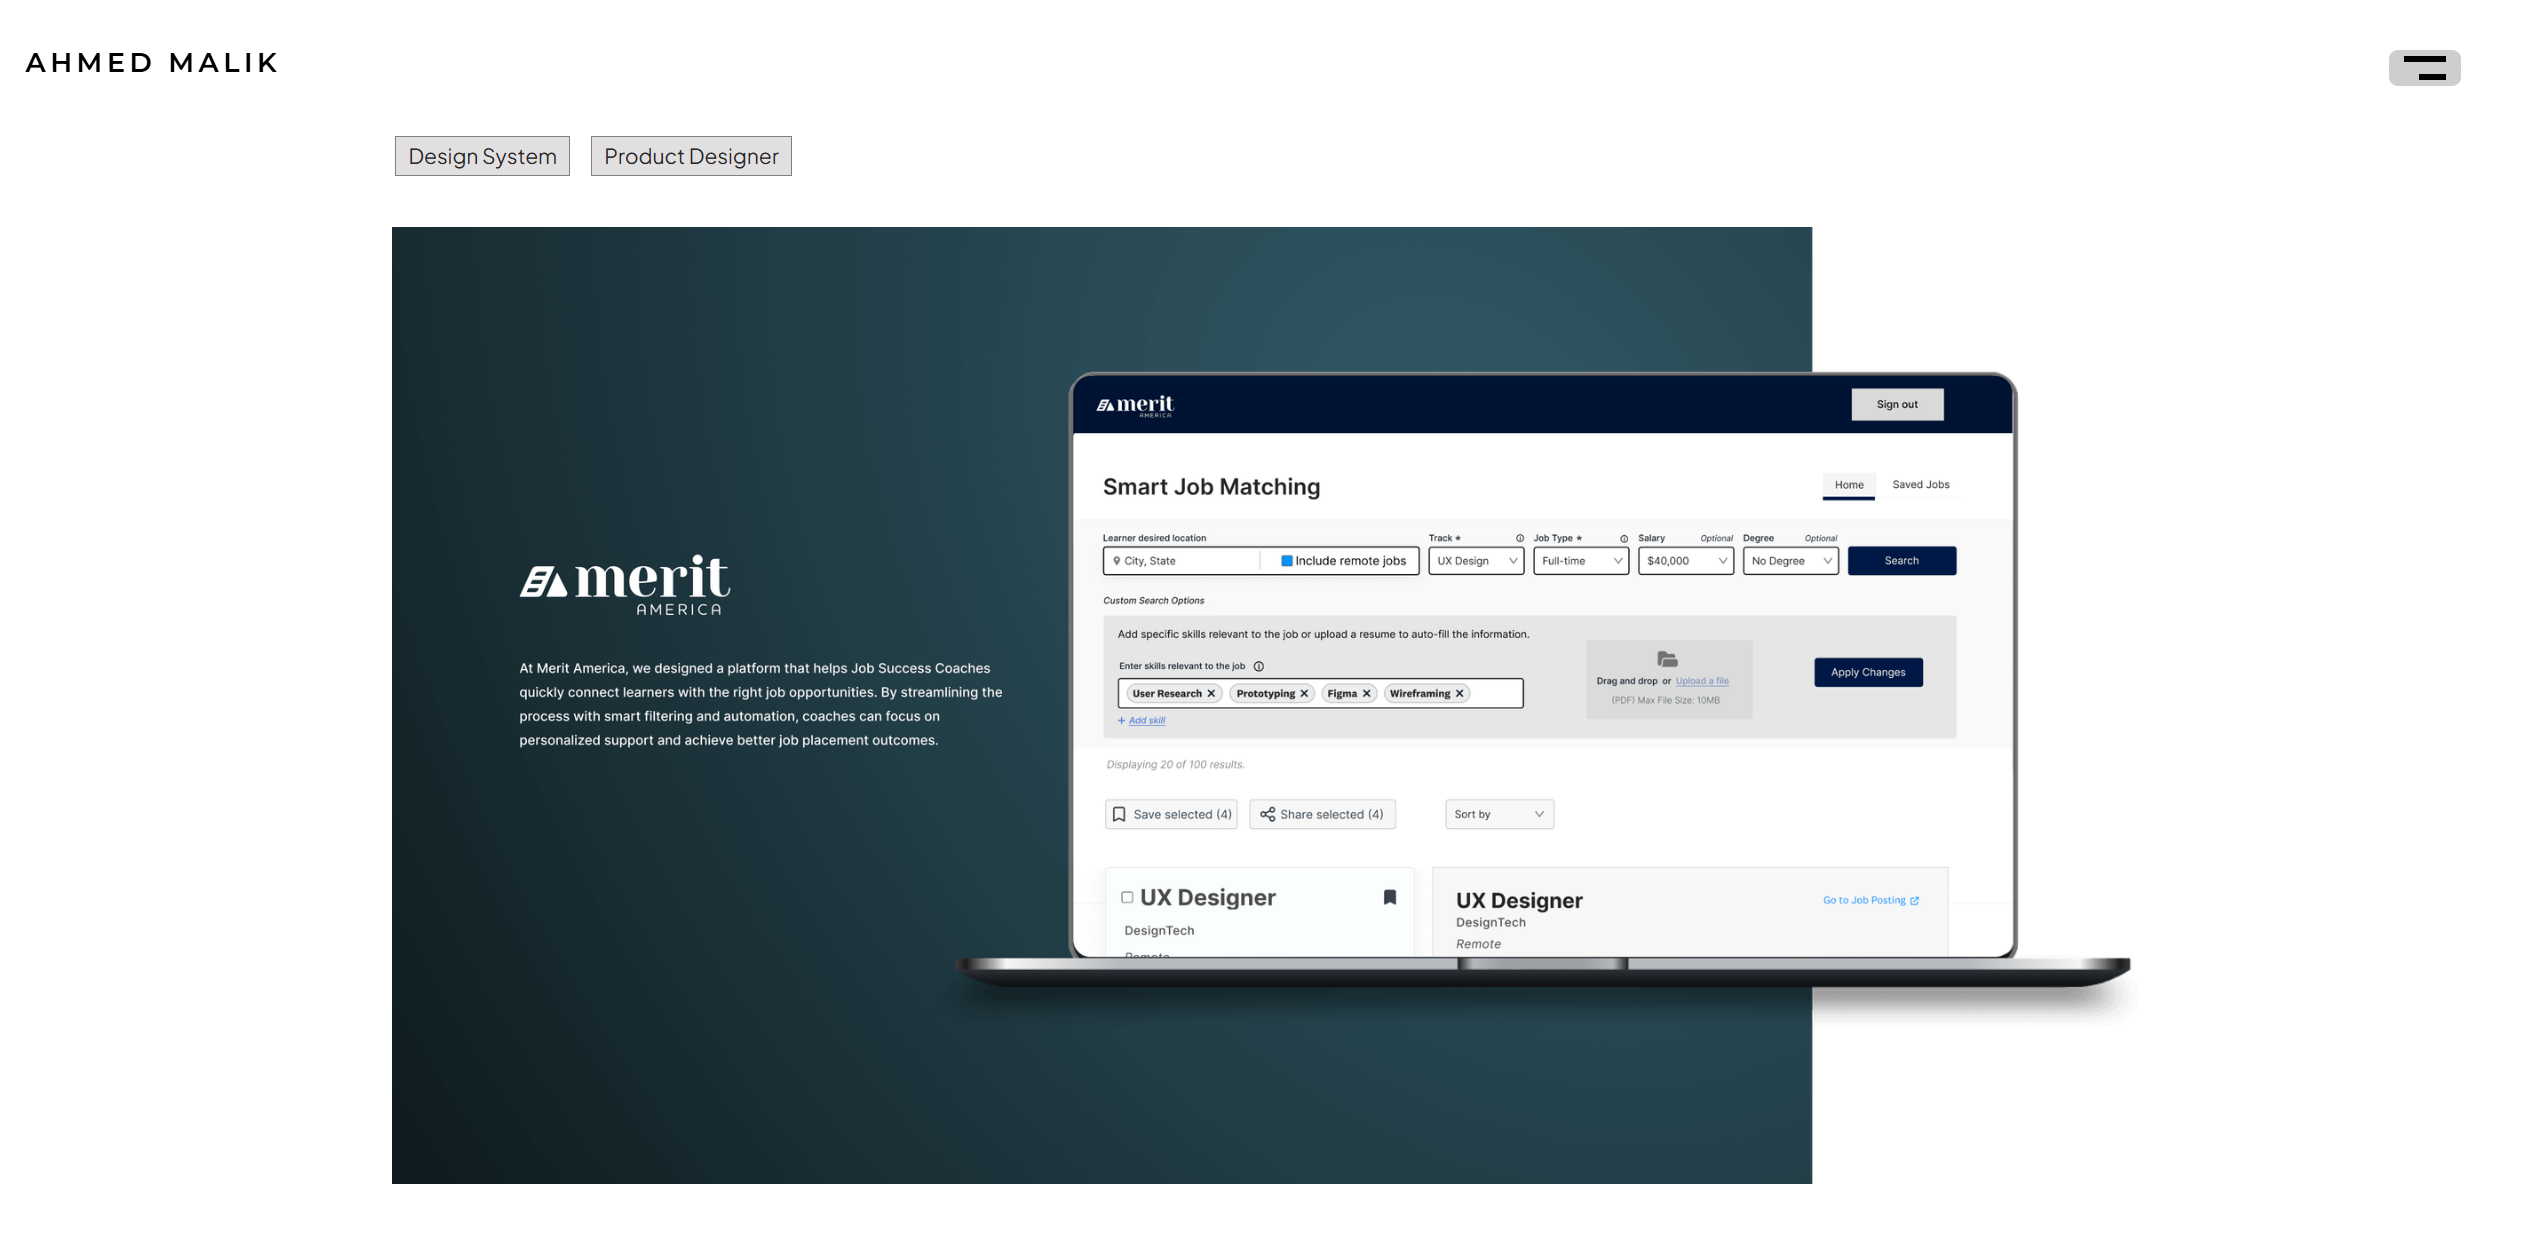 AHMED MALIK
Design System
Product Designer
merit
AMERICA
At Merit America, we designed a platform that helps Job Success Coaches
quickly connect learners with the right job opportunities. By streamlining the
process with smart filtering and automation, coaches can focus on
personalized support and achieve better job placement outcomes.
merit
AMERICA
Sign out
Smart Job Matching
Home
Saved Jobs
Learner desired location
Track *
Job Type *
Salary
Optional
Degree
Optional
City, State
Include remote jobs
UX Design
Full-time
$40,000
No Degree
Search
Custom Search Options
Add specific skills relevant to the job or upload a resume to auto-fill the information.
Enter skills relevant to the job
User Research
Prototyping
Figma
Wireframing
+ Add skill
Drag and drop or Upload a file
(PDF) Max File Size: 10MB
Apply Changes
Displaying 20 of 100 results.
Save selected (4)
Share selected (4)
Sort by
UX Designer
DesignTech
Remote
UX Designer
Go to Job Posting
DesignTech
Remote